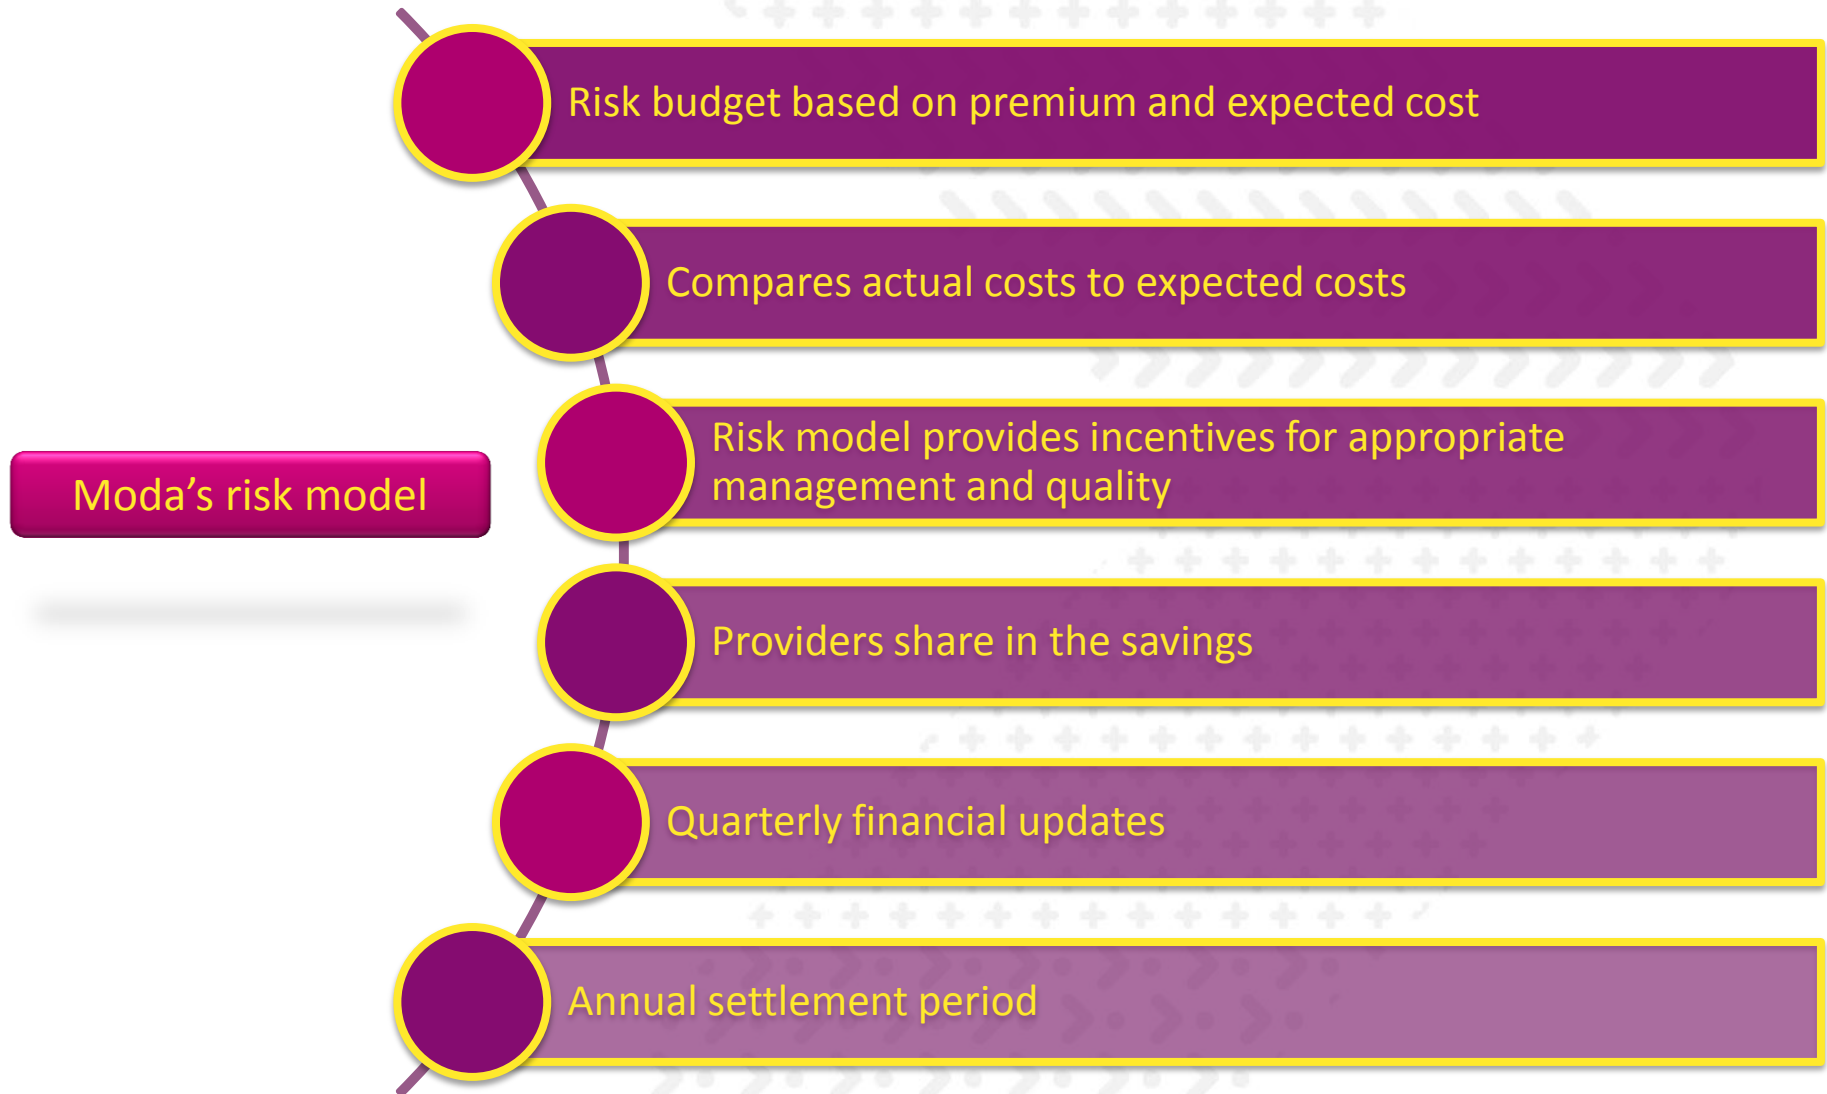 Moda’s risk model
Risk budget based on premium and expected cost
Compares actual costs to expected costs
Risk model provides incentives for appropriate
management and quality
Providers share in the savings
Quarterly financial updates
Annual settlement period